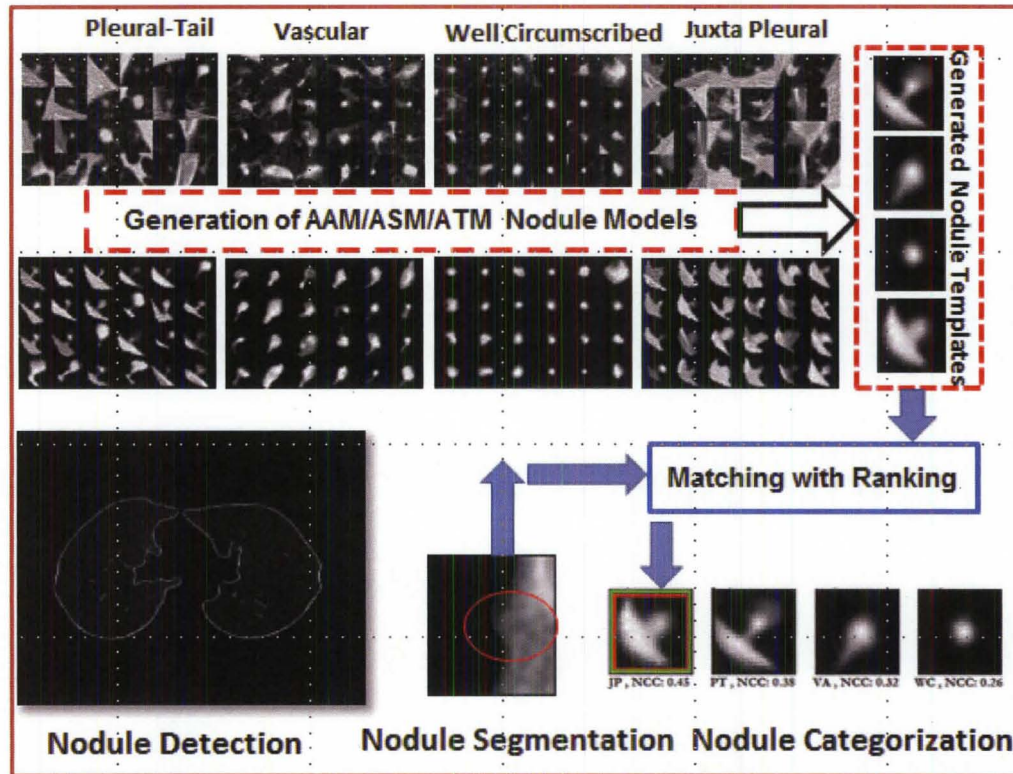 Pleural-Tail
Vascular
Well Circumscribed
Juxta Pleural
Generated Nodule Templates
Generation of AAM/ASM/ATM Nodule Models
Matching with Ranking
JP , NCC: 0.45
PT , NCC: 0.38
VA , NCC: 0.32
WC , NCC: 0.26
Nodule Detection
Nodule Segmentation
Nodule Categorization